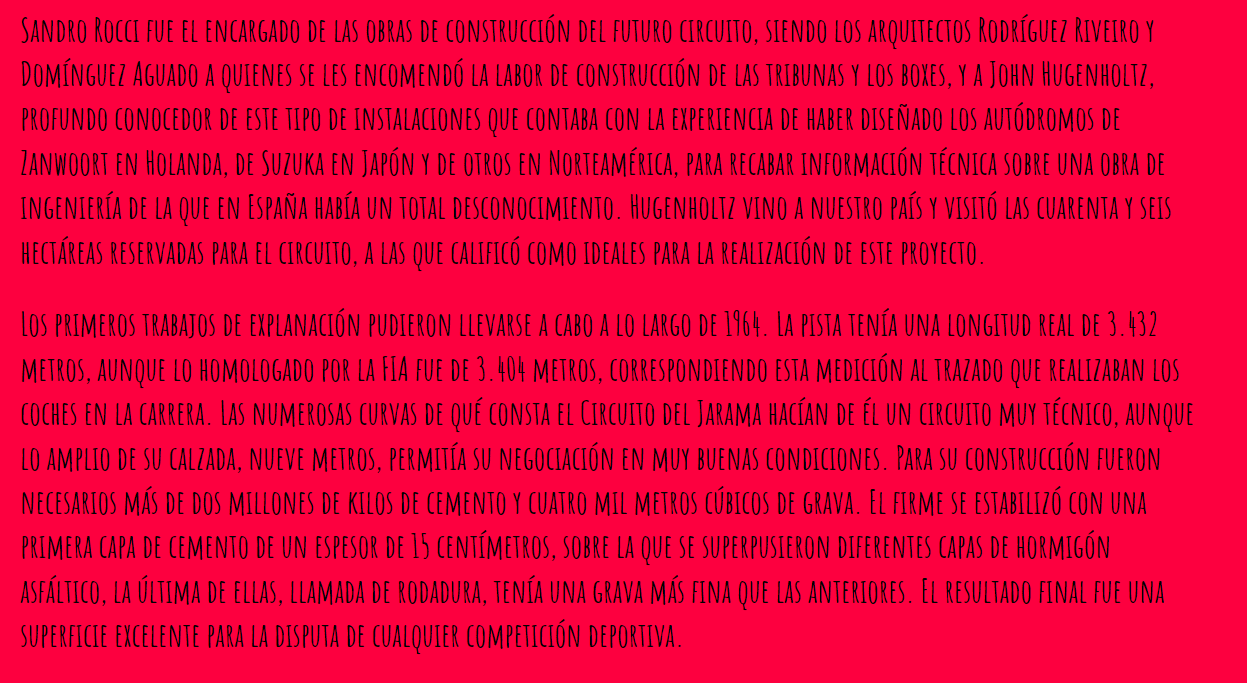 Sandro Rocci fue el encargado de las obras de construcción del futuro circuito, siendo los arquitectos Rodríguez Riveiro y
Domínguez Aguado a quienes se les encomendó la labor de construcción de las tribunas y los boxes, y a John Hugenholtz,
profundo conocedor de este tipo de instalaciones que contaba con la experiencia de haber diseñado los autódromos de
Zanwoort en Holanda, de Suzuka en Japón y de otros en Norteamérica, para recabar información técnica sobre una obra de
ingeniería de la que en España había un total desconocimiento. Hugenholtz vino a nuestro país y visitó las cuarenta y seis
hectáreas reservadas para el circuito, a las que calificó como ideales para la realización de este proyecto.
Los primeros trabajos de explanación pudieron llevarse a cabo a lo largo de 1964. La pista tenía una longitud real de 3.432
metros, aunque lo homologado por la FIA fue de 3.404 metros, correspondiendo esta medición al trazado que realizaban los
coches en la carrera. Las numerosas curvas de qué consta el Circuito del Jarama hacían de él un circuito muy técnico, aunque
lo amplio de su calzada, nueve metros, permitía su negociación en muy buenas condiciones. Para su construcción fueron
necesarios más de dos millones de kilos de cemento y cuatro mil metros cúbicos de grava. El firme se estabilizó con una
primera capa de cemento de un espesor de 15 centímetros, sobre la que se superpusieron diferentes capas de hormigón
asfáltico, la última de ellas, llamada de rodadura, tenía una grava más fina que las anteriores. El resultado final fue una
superficie excelente para la disputa de cualquier competición deportiva.